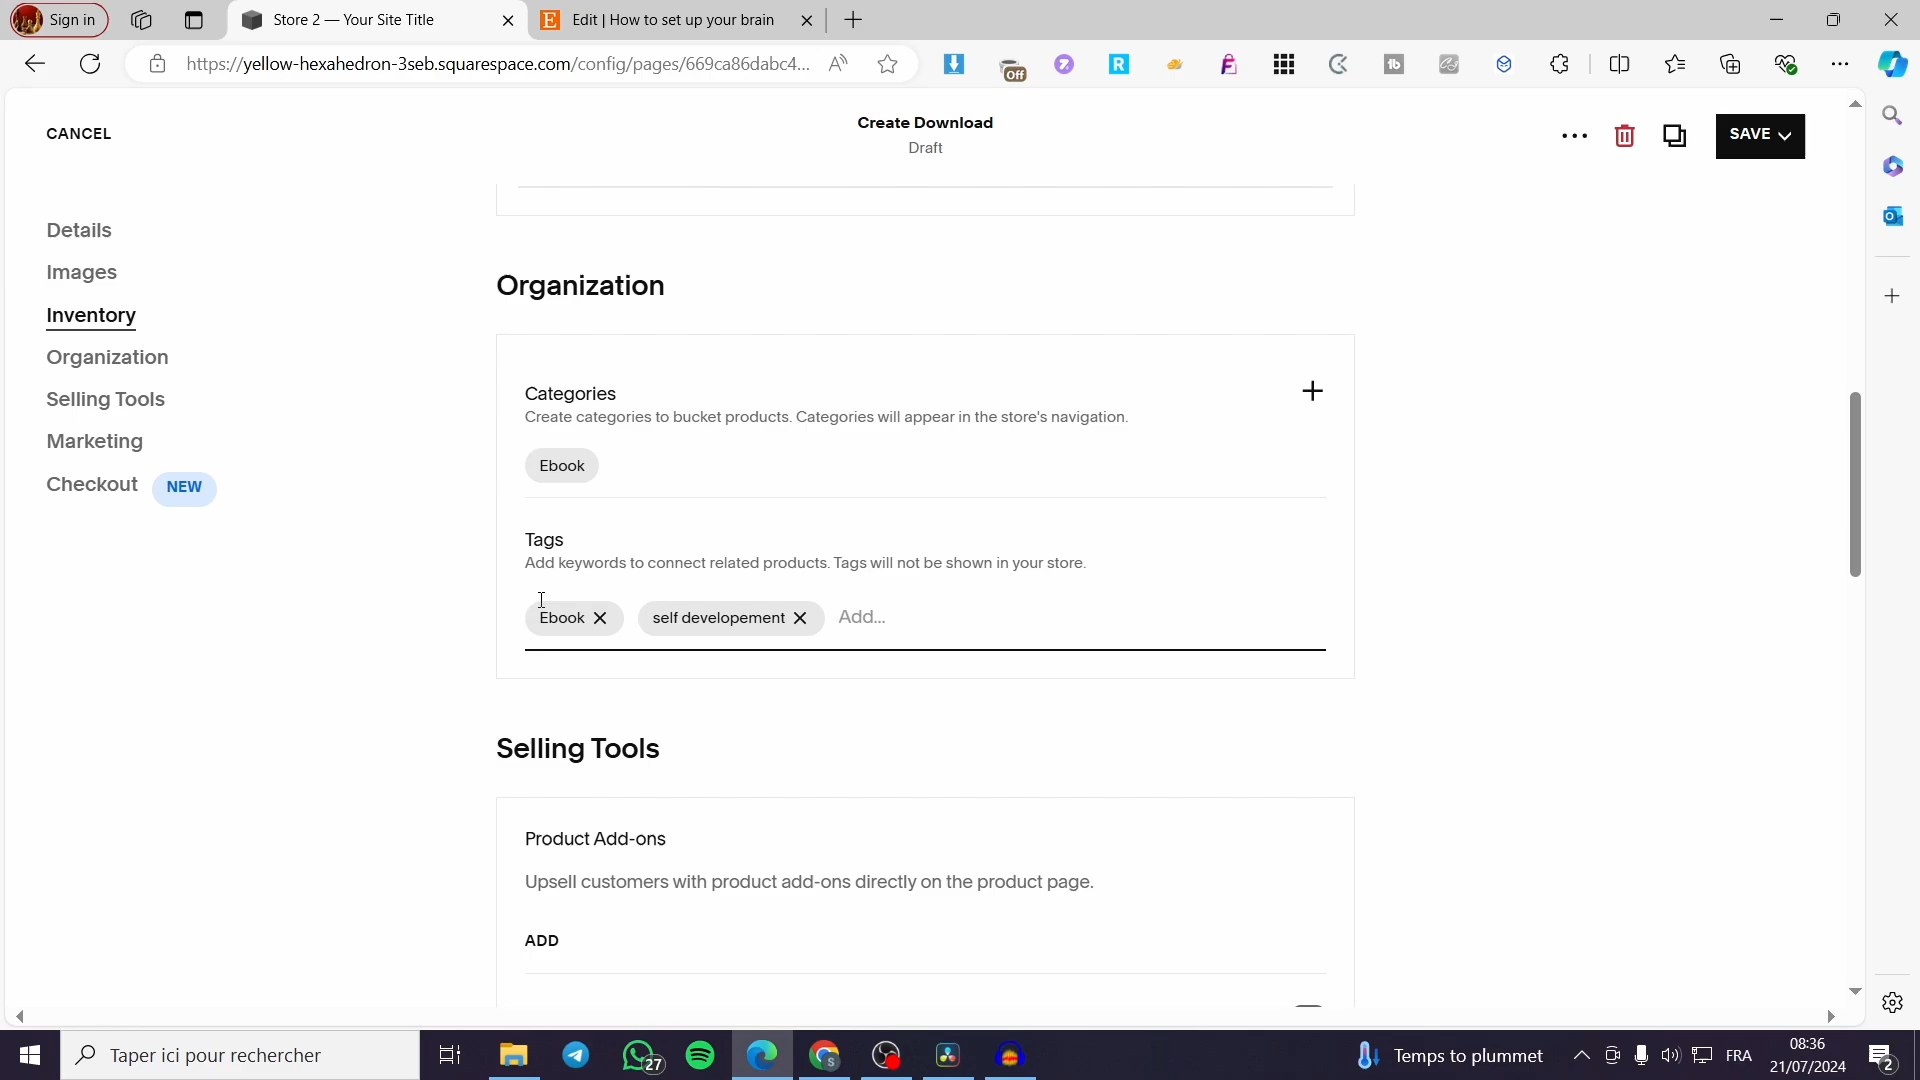 Sign in
Store 2 — Your Site Title
Edit | How to set up your brain
https://yellow-hexahedron-3seb.squarespace.com/config/pages/669ca86dabc4...
Off
CANCEL
Create Download
Draft
SAVE
Details
Images
Inventory
Organization
Selling Tools
Marketing
Checkout NEW
Organization
Categories
Create categories to bucket products. Categories will appear in the store's navigation.
Ebook
Tags
Add keywords to connect related products. Tags will not be shown in your store.
Ebook self developement Add...
Selling Tools
Product Add-ons
Upsell customers with product add-ons directly on the product page.
ADD
Taper ici pour rechercher
27
Temps to plummet
FRA
08:36
21/07/2024
2